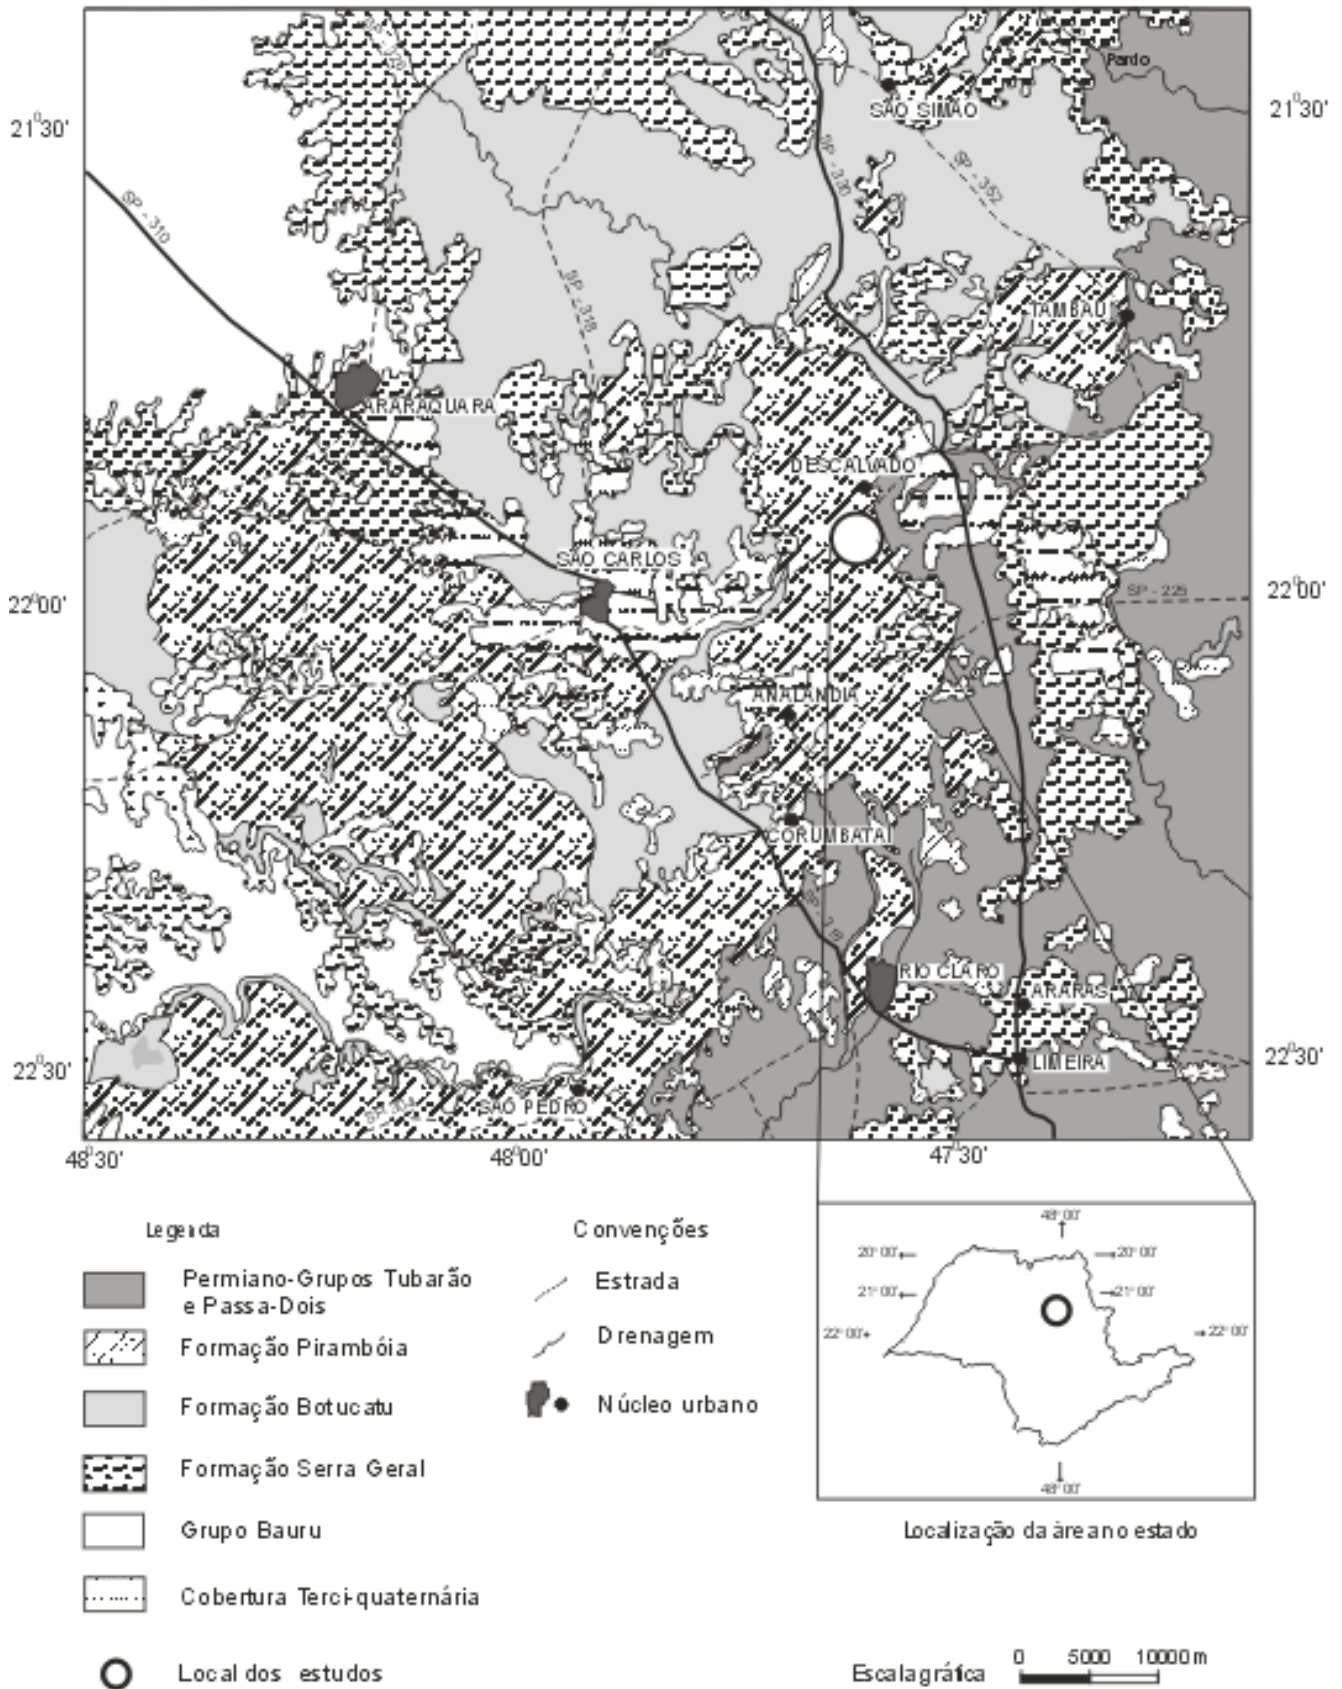 Pardo
SÃO SIMÃO
21°30'
21°30'
SP - 330
SP - 352
SP - 310
SP - 318
TAMBAÚ
ARARAQUARA
DESCALVADO
SÃO CARLOS
22°00'
22°00'
SP - 225
ANALÂNDIA
CORUMBATAÍ
RIO CLARO
ARARAS
LIMEIRA
22°30'
22°30'
SÃO PEDRO
48°30'
48°00'
47°30'
Legenda
Permiano-Grupos Tubarão
e Passa-Dois
Formação Pirambóia
Formação Botucatu
Formação Serra Geral
Grupo Bauru
Cobertura Terci-quaternária
Local dos estudos
Convenções
Estrada
Drenagem
Núcleo urbano
48°00'
20°00'
20°00'
21°00'
21°00'
22°00'
22°00'
48°00'
Localização da área no estado
Escala gráfica
0 5000 10000m